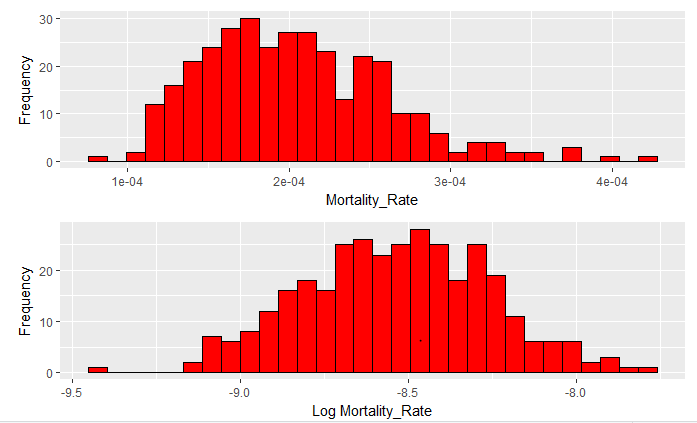 30
20
10
0
Frequency
1e-04 2e-04 3e-04 4e-04
Mortality_Rate
20
10
0
Frequency
-9.5 -9.0 -8.5 -8.0
Log Mortality_Rate